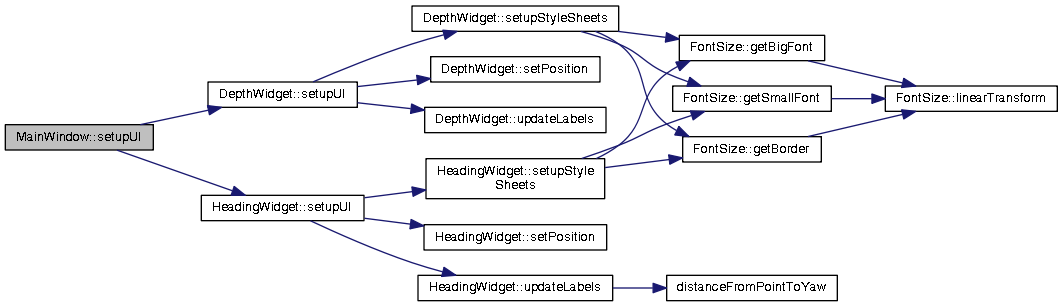 MainWindow::setupUI
DepthWidget::setupUI
HeadingWidget::setupUI
DepthWidget::setupStyleSheets
DepthWidget::setPosition
DepthWidget::updateLabels
HeadingWidget::setupStyle
Sheets
HeadingWidget::setPosition
HeadingWidget::updateLabels
FontSize::getBigFont
FontSize::getSmallFont
FontSize::getBorder
distanceFromPointToYaw
FontSize::linearTransform